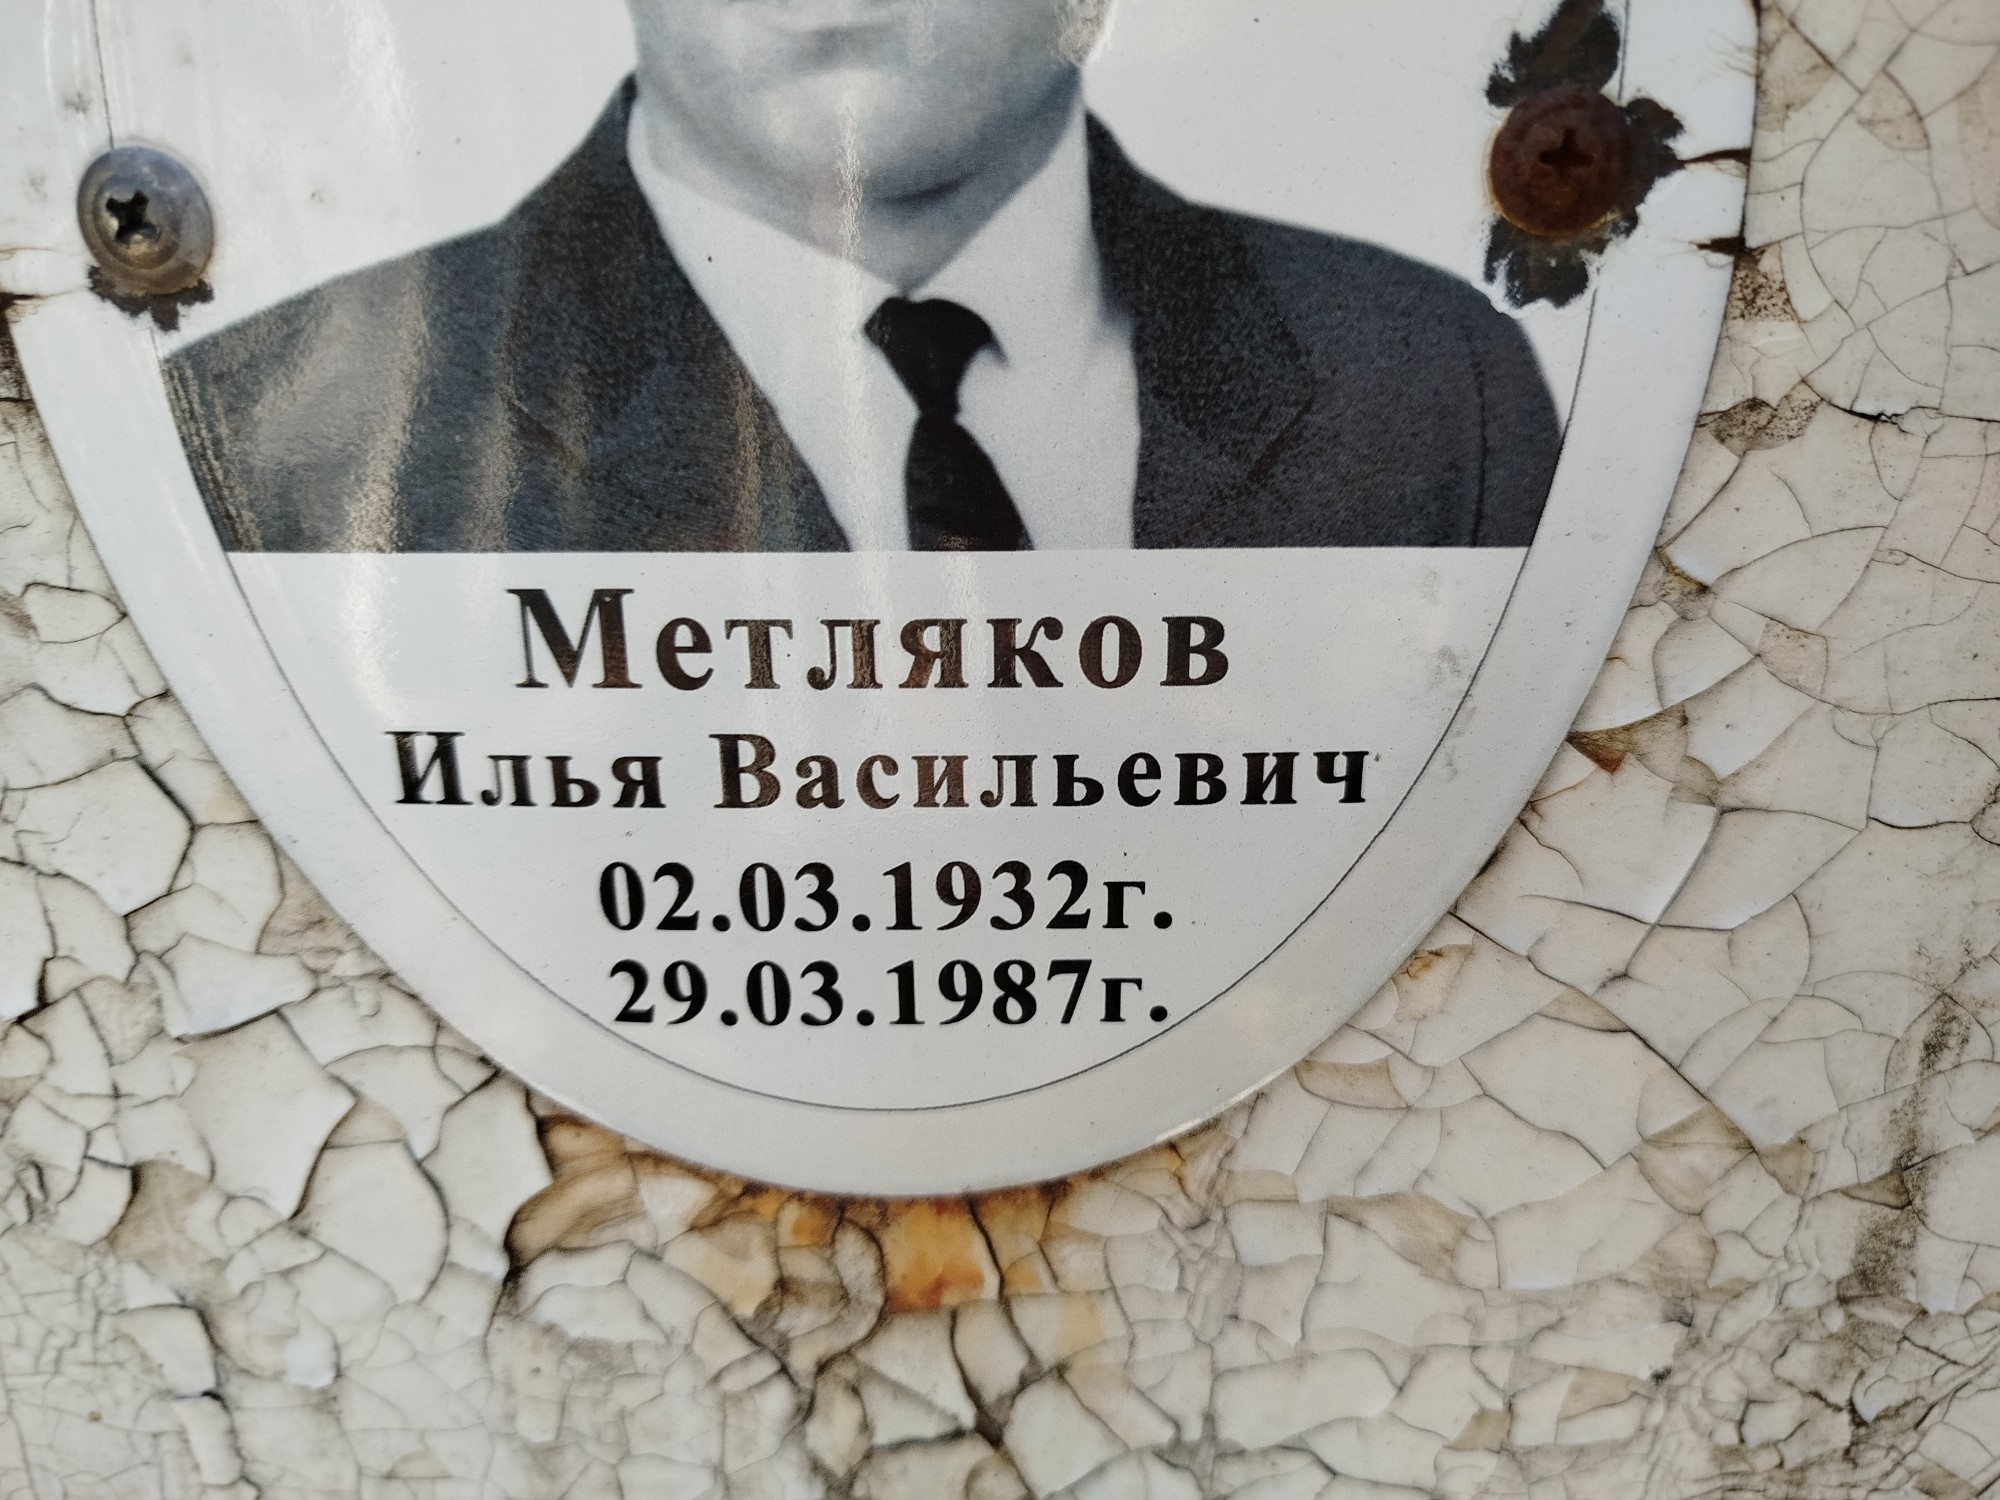 Метляков
Илья Васильевич
02.03.1932г.
29.03.1987г.